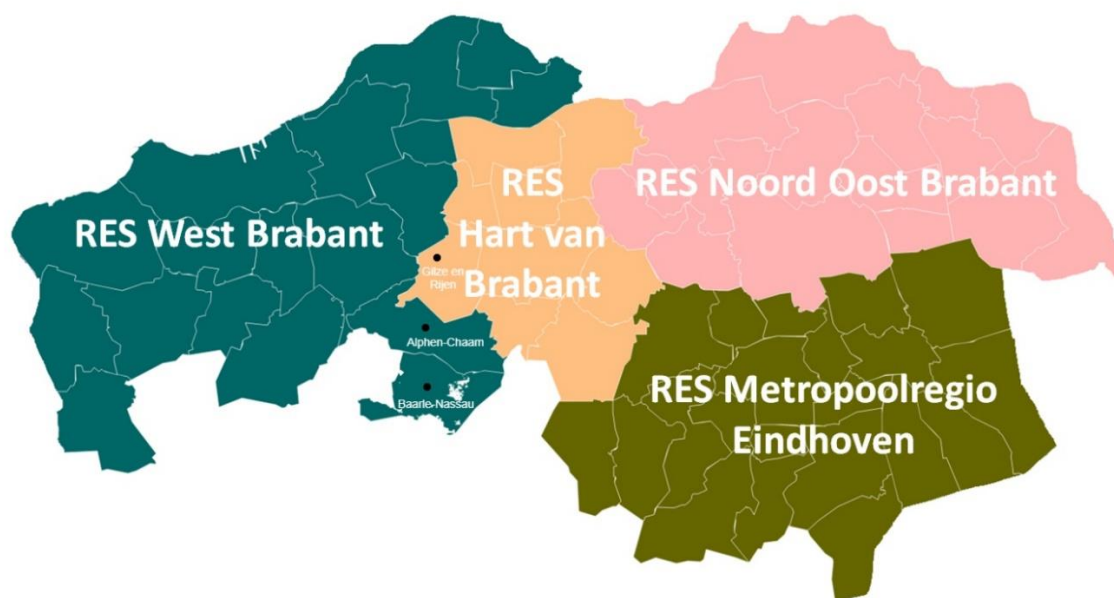 RES West Brabant
RES
Hart van
Brabant
RES Noord Oost Brabant
RES Metropoolregio
Eindhoven
Gilze en
Rijen
Alphen-Chaam
Baarle-Nassau